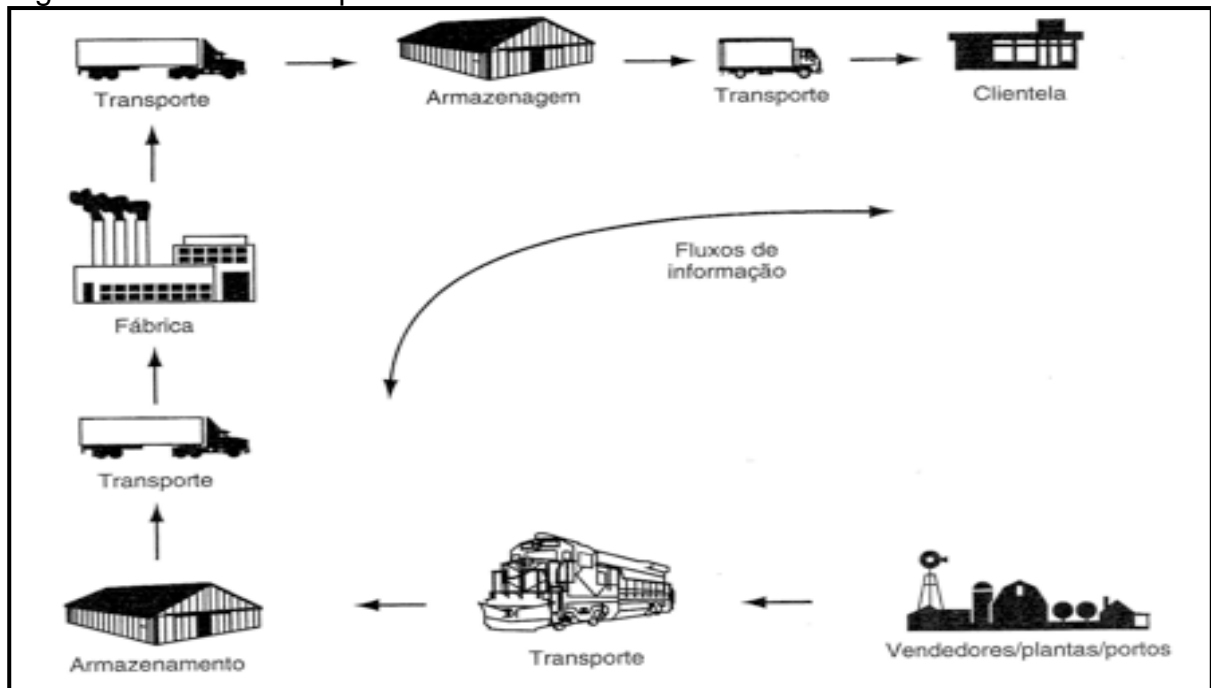 Transporte
Armazenagem
Transporte
Clientela
Fluxos de
informação
Fábrica
Transporte
Armazenamento
Transporte
Vendedores/plantas/portos